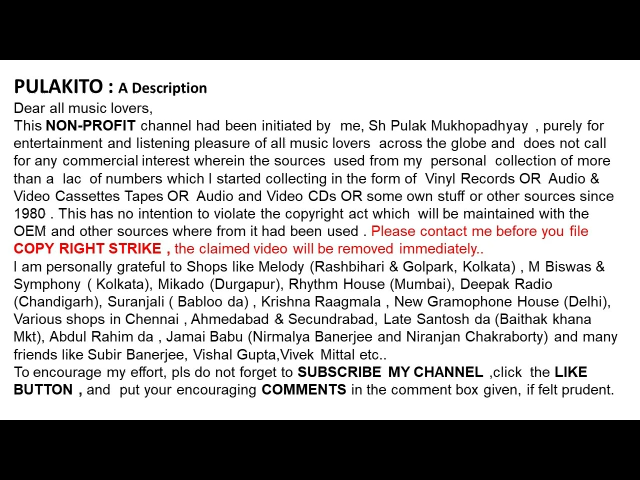 PULAKITO : A Description
Dear all music lovers,
This NON-PROFIT channel had been initiated by me, Sh Pulak Mukhopadhyay , purely for
entertainment and listening pleasure of all music lovers across the globe and does not call
for any commercial interest wherein the sources used from my personal collection of more
than a lac of numbers which I started collecting in the form of Vinyl Records OR Audio &
Video Cassettes Tapes OR Audio and Video CDs OR some own stuff or other sources since
1980 . This has no intention to violate the copyright act which will be maintained with the
OEM and other sources where from it had been used . Please contact me before you file
COPY RIGHT STRIKE , the claimed video will be removed immediately..
I am personally grateful to Shops like Melody (Rashbihari & Golpark, Kolkata) , M Biswas &
Symphony ( Kolkata), Mikado (Durgapur), Rhythm House (Mumbai), Deepak Radio
(Chandigarh), Suranjali ( Babloo da) , Krishna Raagmala , New Gramophone House (Delhi),
Various shops in Chennai , Ahmedabad & Secundrabad, Late Santosh da (Baithak khana
Mkt), Abdul Rahim da , Jamai Babu (Nirmalya Banerjee and Niranjan Chakraborty) and many
friends like Subir Banerjee, Vishal Gupta,Vivek Mittal etc..
To encourage my effort, pls do not forget to SUBSCRIBE MY CHANNEL ,click the LIKE
BUTTON , and put your encouraging COMMENTS in the comment box given, if felt prudent.